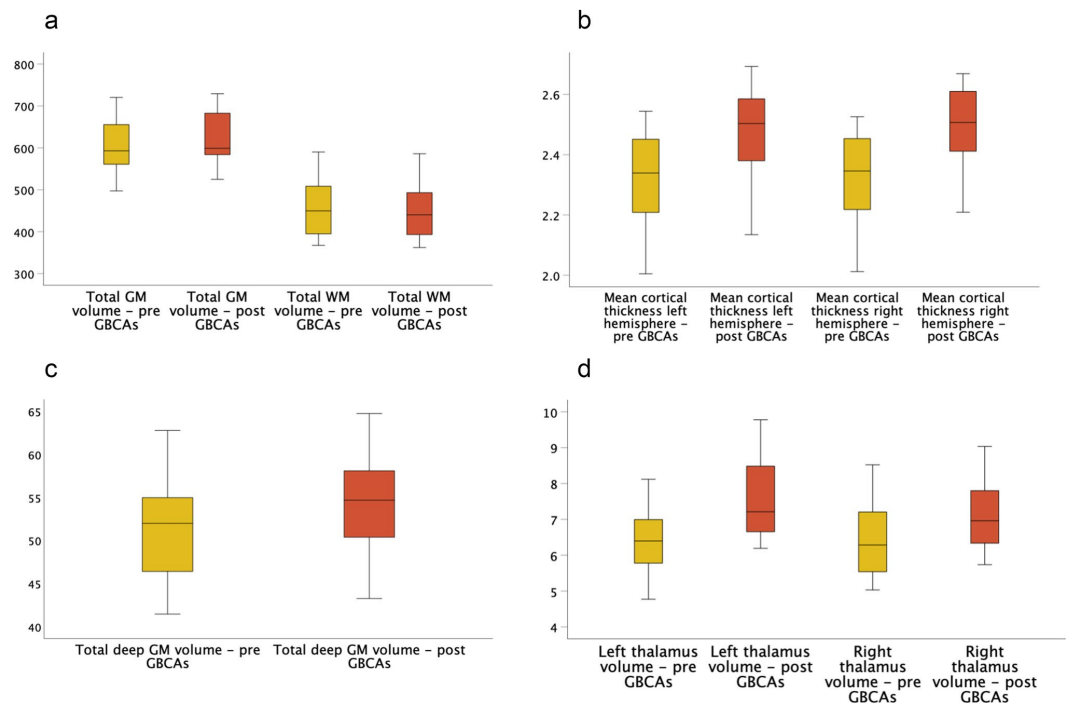 a
800
700
600
500
400
300
Total GM
volume – pre
GBCAs
Total GM
volume – post
GBCAs
Total WM
volume – pre
GBCAs
Total WM
volume – post
GBCAs
b
2.6
2.4
2.2
2.0
Mean cortical
thickness left
hemisphere –
pre GBCAs
Mean cortical
thickness left
hemisphere –
post GBCAs
Mean cortical
thickness right
hemisphere –
pre GBCAs
Mean cortical
thickness right
hemisphere –
post GBCAs
c
65
60
55
50
45
40
Total deep GM volume – pre
GBCAs
Total deep GM volume – post
GBCAs
d
10
9
8
7
6
5
4
Left thalamus
volume – pre
GBCAs
Left thalamus
volume – post
GBCAs
Right
thalamus
volume – pre
GBCAs
Right
thalamus
volume – post
GBCAs